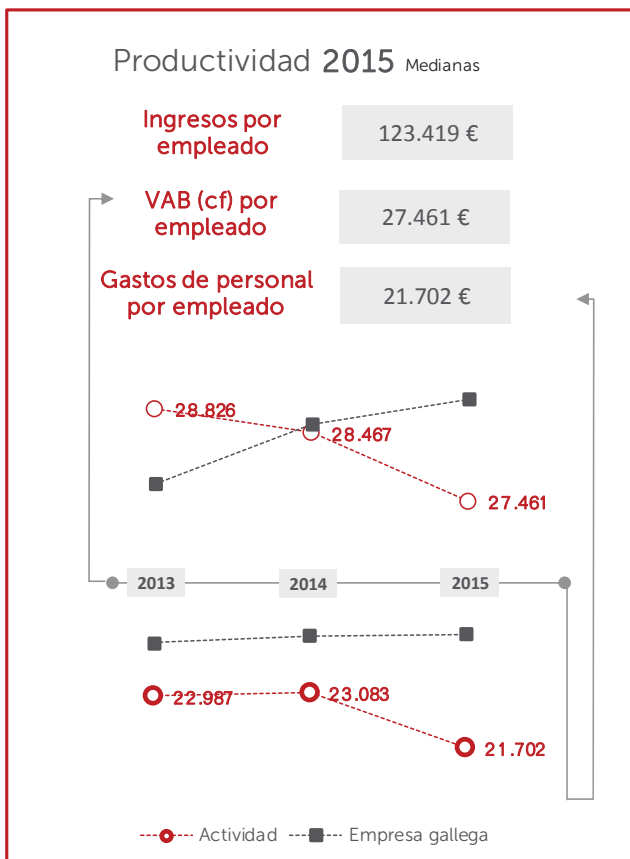 Productividad 2015 Medianas
Ingresos por
empleado
123.419 €
VAB (cf) por
empleado
27.461 €
Gastos de personal
por empleado
21.702 €
28.826
28.467
27.461
2013
2014
2015
22.987
23.083
21.702
Actividad
Empresa gallega